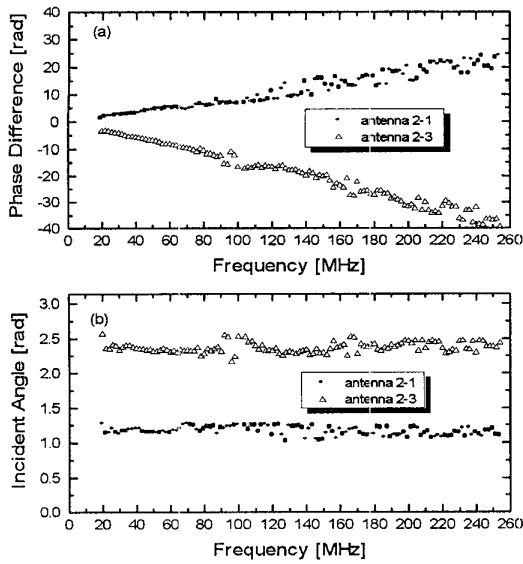 (a)
Phase Difference [rad]
40
30
20
10
0
-10
-20
-30
-40
antenna 2-1
antenna 2-3
0 20 40 60 80 100 120 140 160 180 200 220 240 260
Frequency [MHz]
(b)
Incident Angle [rad]
3.0
2.5
2.0
1.5
1.0
0.5
0.0
antenna 2-1
antenna 2-3
0 20 40 60 80 100 120 140 160 180 200 220 240 260
Frequency [MHz]